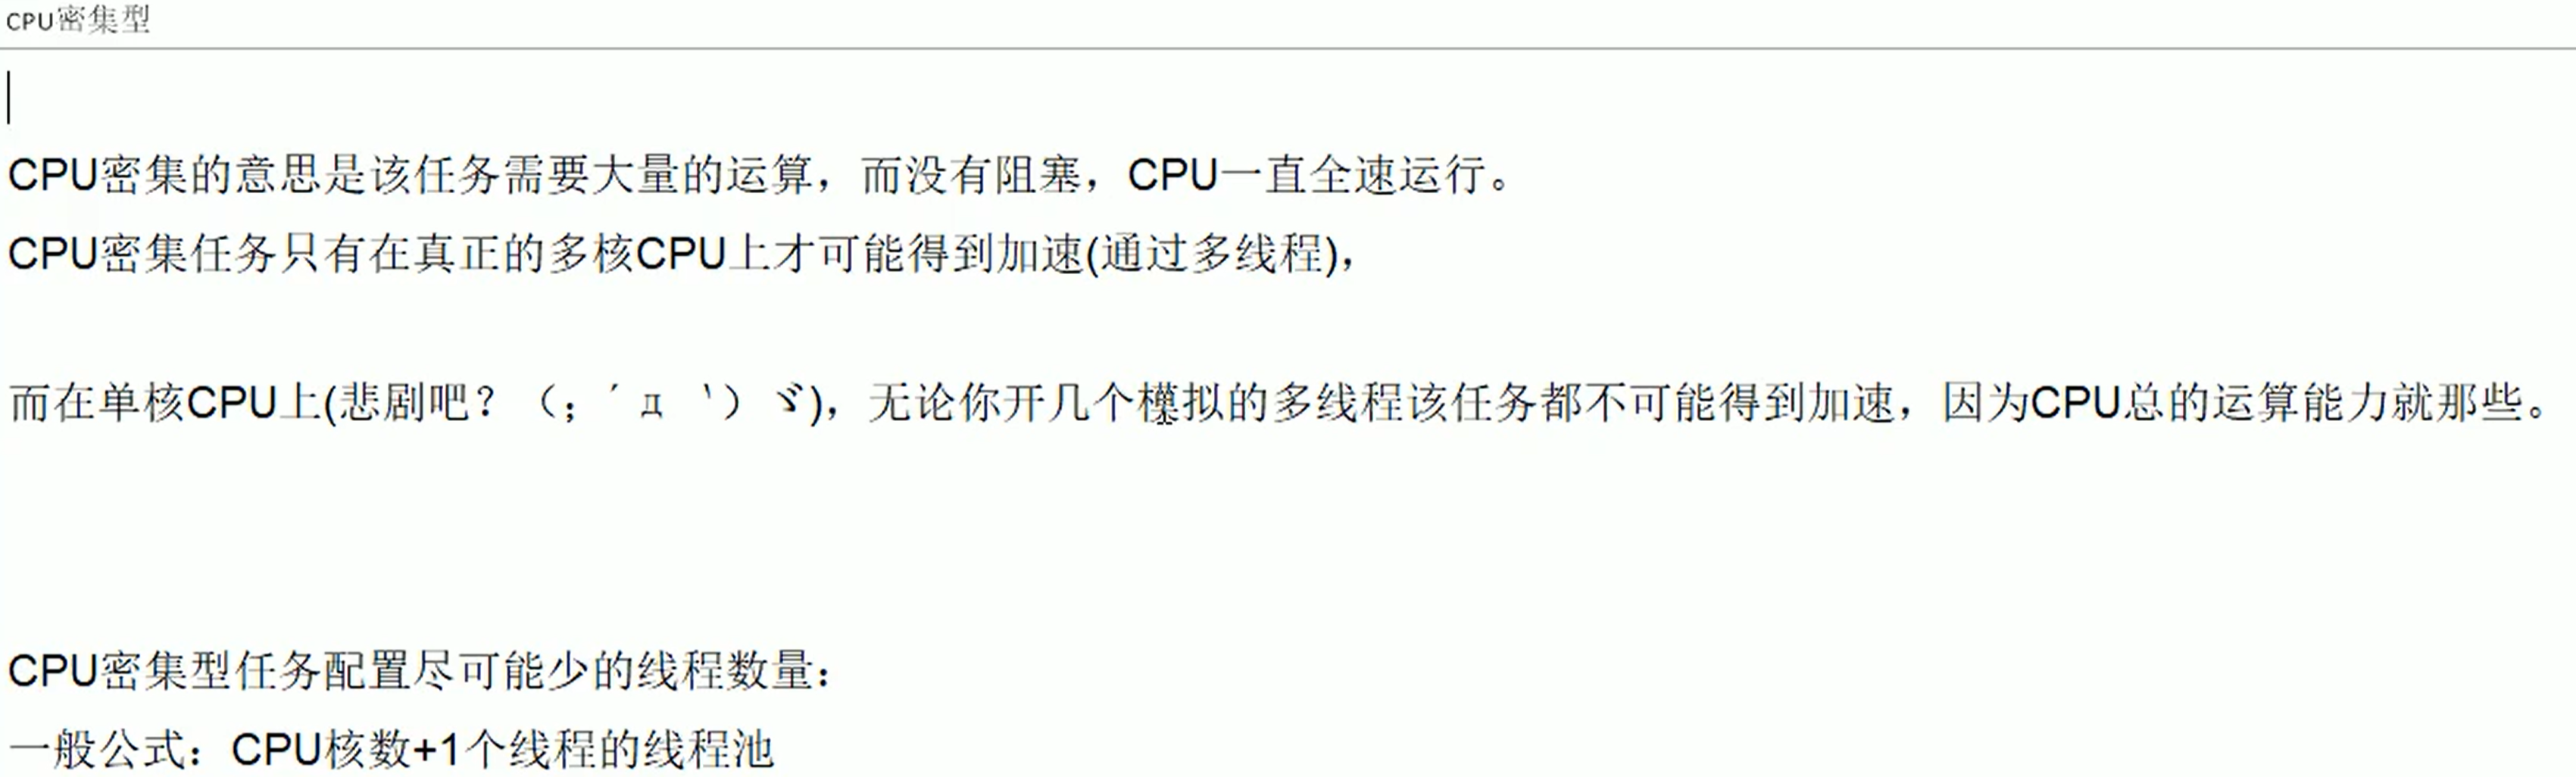 CPU密集型
CPU密集的意思是该任务需要大量的运算，而没有阻塞，CPU一直全速运行。
CPU密集任务只有在真正的多核CPU上才可能得到加速(通过多线程)，
而在单核CPU上(悲剧吧？（；´д｀）ゞ)，无论你开几个模拟的多线程该任务都不可能得到加速，因为CPU总的运算能力就那些。
CPU密集型任务配置尽可能少的线程数量：
一般公式：CPU核数+1个线程的线程池